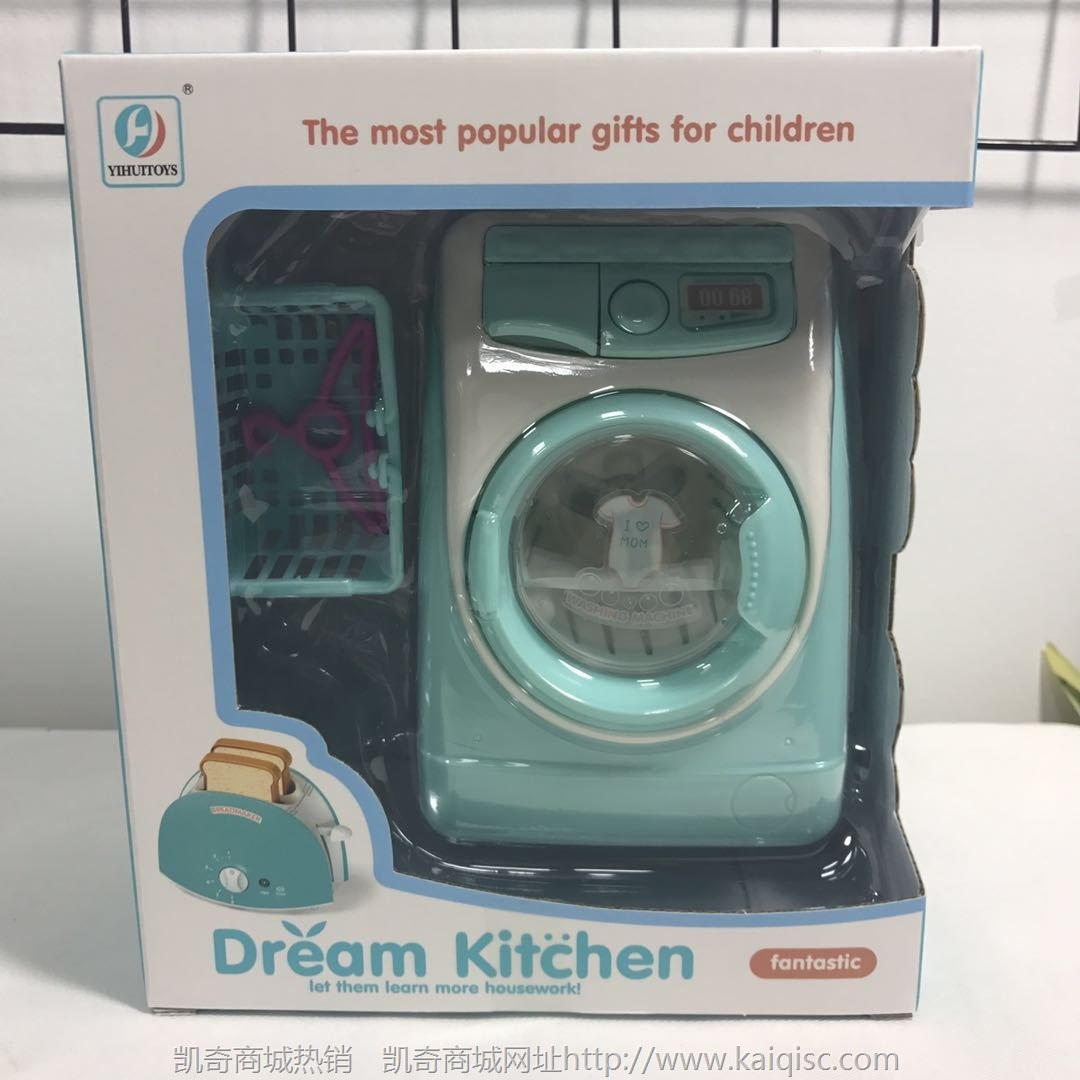 ®
YIHUITOYS
The most popular gifts for children
00 68
I ♡
MOM
WASHING MACHINE
BREADMAKER
Dream Kitchen
fantastic
let them learn more housework!
凯奇商城热销 凯奇商城网址http://www.kaiqisc.com